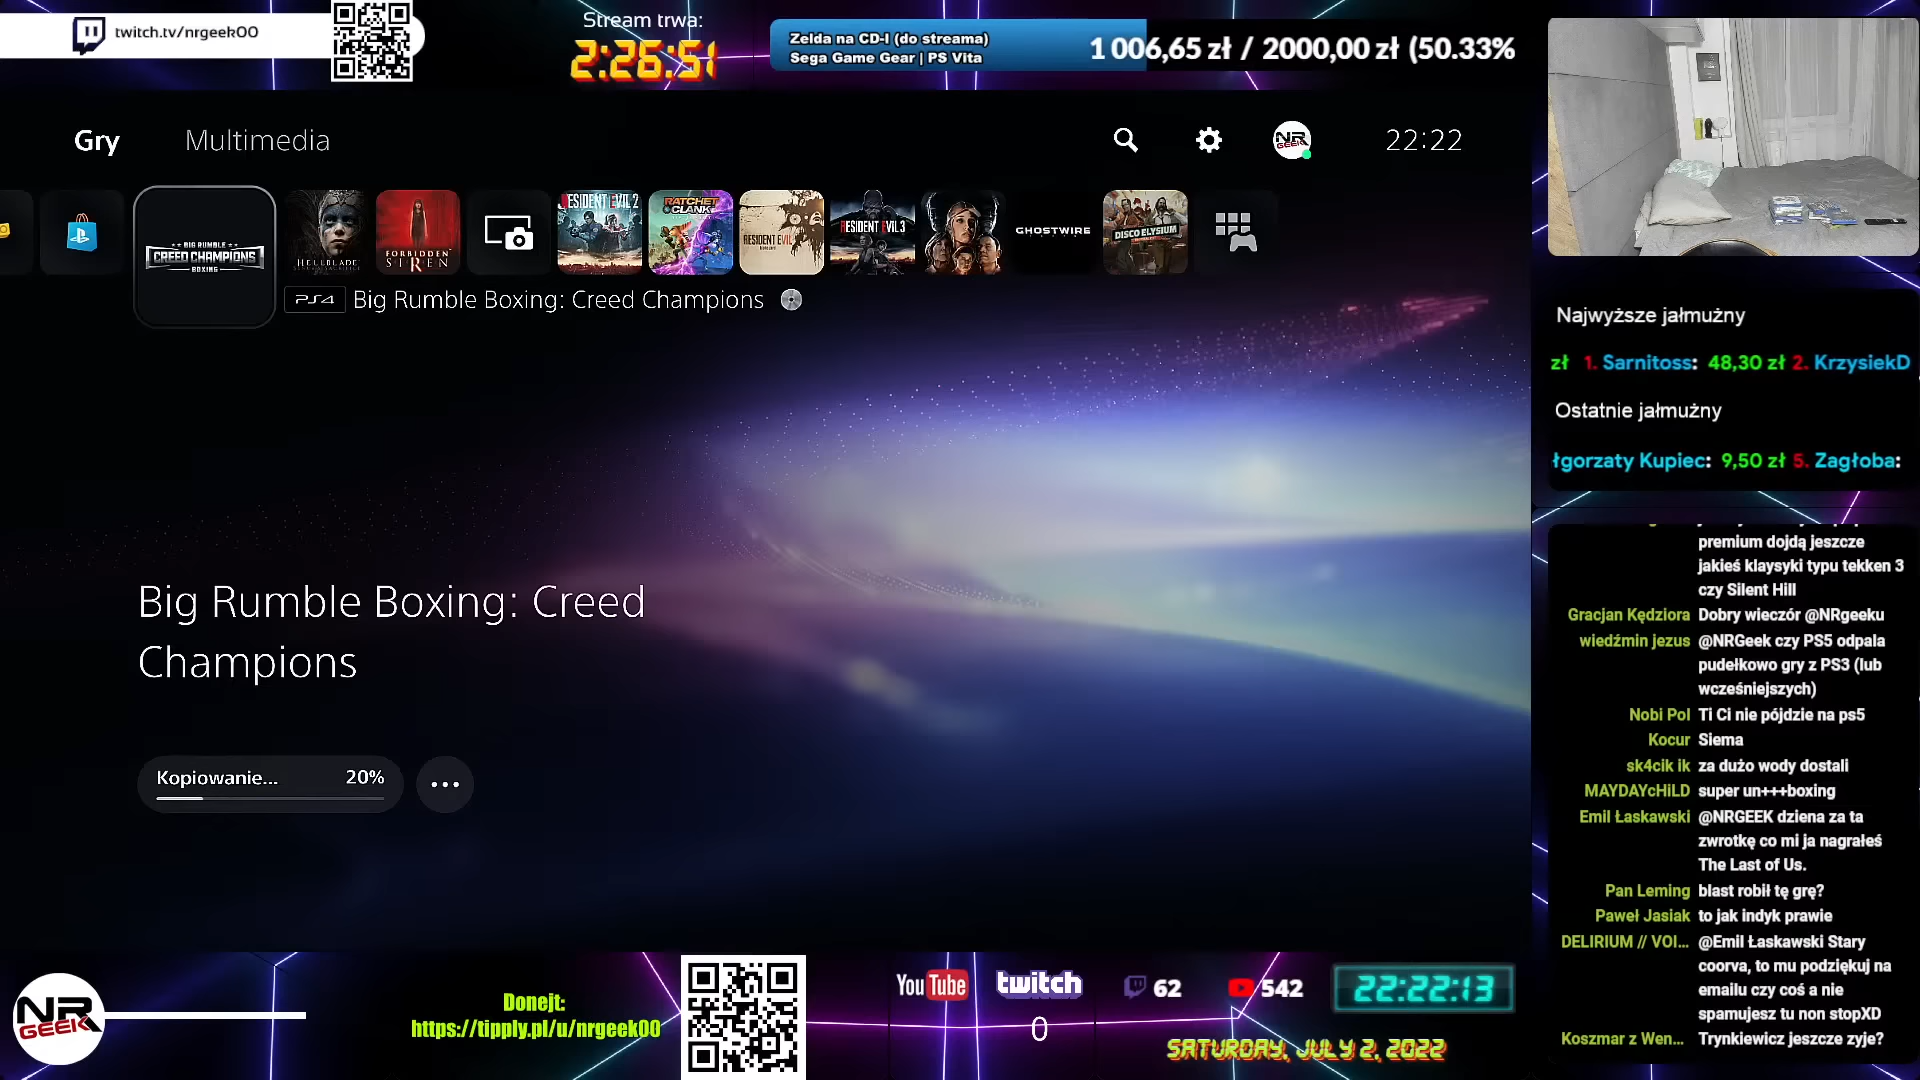 twitch.tv/nrgeek00
Stream trwa:
2:26:51
Zelda na CD-I (do streama)
Sega Game Gear | PS Vita
1 006,65 zł / 2000,00 zł (50.33%
Gry
Multimedia
NR GEEK
22:22
BIG RUMBLE
CREED CHAMPIONS
BOXING
HELLBLADE
FORBIDDEN
SIREN
RESIDENT EVIL 2
RATCHET
CLANK
RESIDENT EVIL
RESIDENT EVIL 3
GHOSTWIRE
DISCO ELYSIUM
PS4 Big Rumble Boxing: Creed Champions
Big Rumble Boxing: Creed
Champions
Kopiowanie... 20%
Najwyższe jałmużny
zł 1. Sarnitoss: 48,30 zł 2. KrzysiekD
Ostatnie jałmużny
łgorzaty Kupiec: 9,50 zł 5. Zagłoba:
premium dojdą jeszcze
jakieś klaysyki typu tekken 3
czy Silent Hill
Gracjan Kędziora Dobry wieczór @NRgeeku
wiedźmin jezus @NRGeek czy PS5 odpala
pudełkowo gry z PS3 (lub
wcześniejszych)
Nobi Pol Ti Ci nie pójdzie na ps5
Kocur Siema
sk4cik ik za dużo wody dostali
MAYDAYcHiLD super un+++boxing
Emil Łaskawski @NRGEEK dziena za ta
zwrotkę co mi ja nagrałeś
The Last of Us.
Pan Leming blast robił tę grę?
Paweł Jasiak to jak indyk prawie
DELIRIUM // VOI... @Emil Łaskawski Stary
coorva, to mu podziękuj na
emailu czy coś a nie
spamujesz tu non stopXD
Koszmar z Wen... Trynkiewicz jeszcze zyje?
NR
GEEK
Donejt:
https://tipply.pl/u/nrgeek00
YouTube
twitch
0
62
542
22:22:13
SATURDAY, JULY 2, 2022